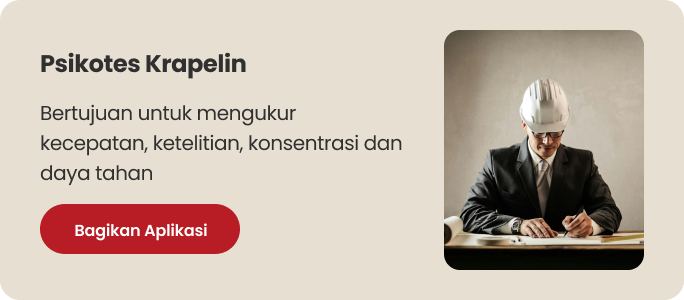 Psikotes Krapelin
Bertujuan untuk mengukur
kecepatan, ketelitian, konsentrasi dan
daya tahan
Bagikan Aplikasi